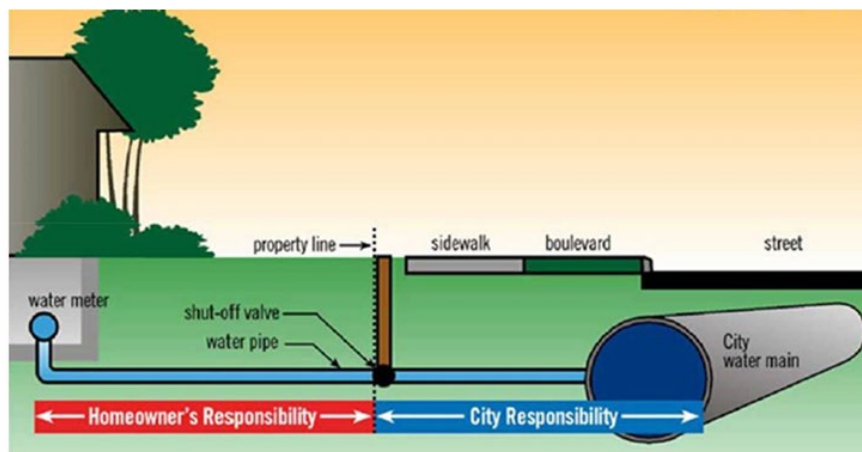 property line
sidewalk
boulevard
street
water meter
shut-off valve
water pipe
City
water main
Homeowner's Responsibility
City Responsibility